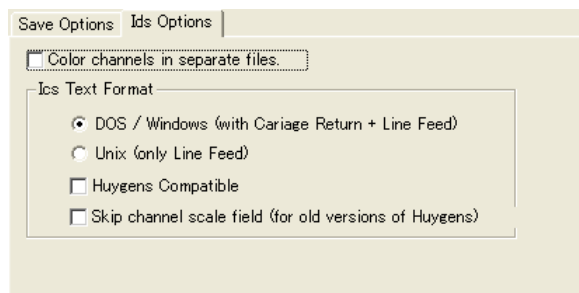 Save Options
Ids Options
Color channels in separate files.
Ics Text Format
DOS / Windows (with Cariage Return + Line Feed)
Unix (only Line Feed)
Huygens Compatible
Skip channel scale field (for old versions of Huygens)